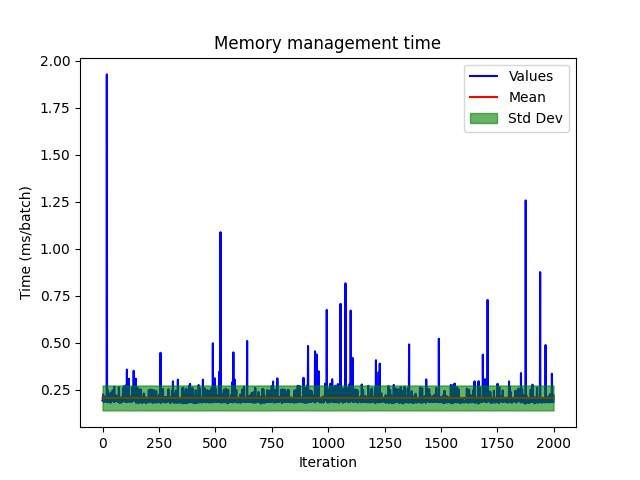 Memory management time
Values
Mean
Std Dev
Time (ms/batch)
2.00
1.75
1.50
1.25
1.00
0.75
0.50
0.25
0 250 500 750 1000 1250 1500 1750 2000
Iteration